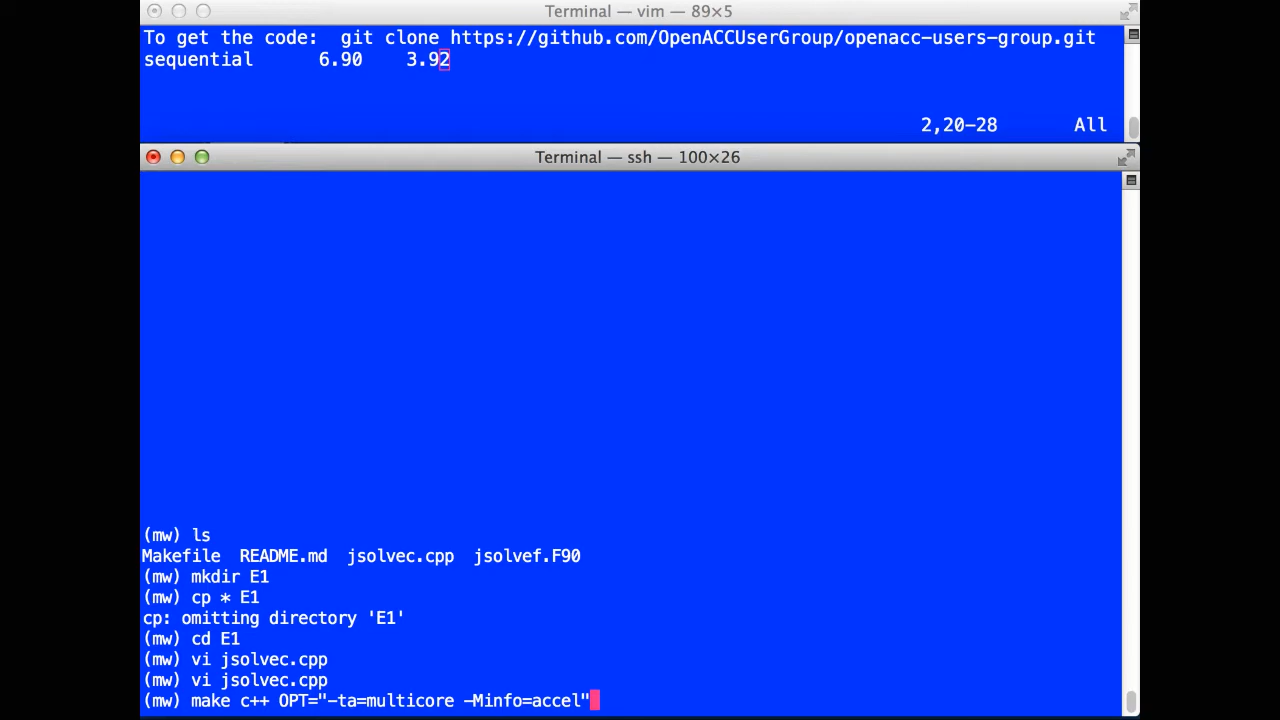 Terminal — vim — 89×5
To get the code:  git clone https://github.com/OpenACCUserGroup/openacc-users-group.git
sequential      6.90    3.92
2,20-28       All
Terminal — ssh — 100×26
(mw) ls
Makefile  README.md  jsolvec.cpp  jsolvef.F90
(mw) mkdir E1
(mw) cp * E1
cp: omitting directory 'E1'
(mw) cd E1
(mw) vi jsolvec.cpp
(mw) vi jsolvec.cpp
(mw) make c++ OPT="-ta=multicore -Minfo=accel"